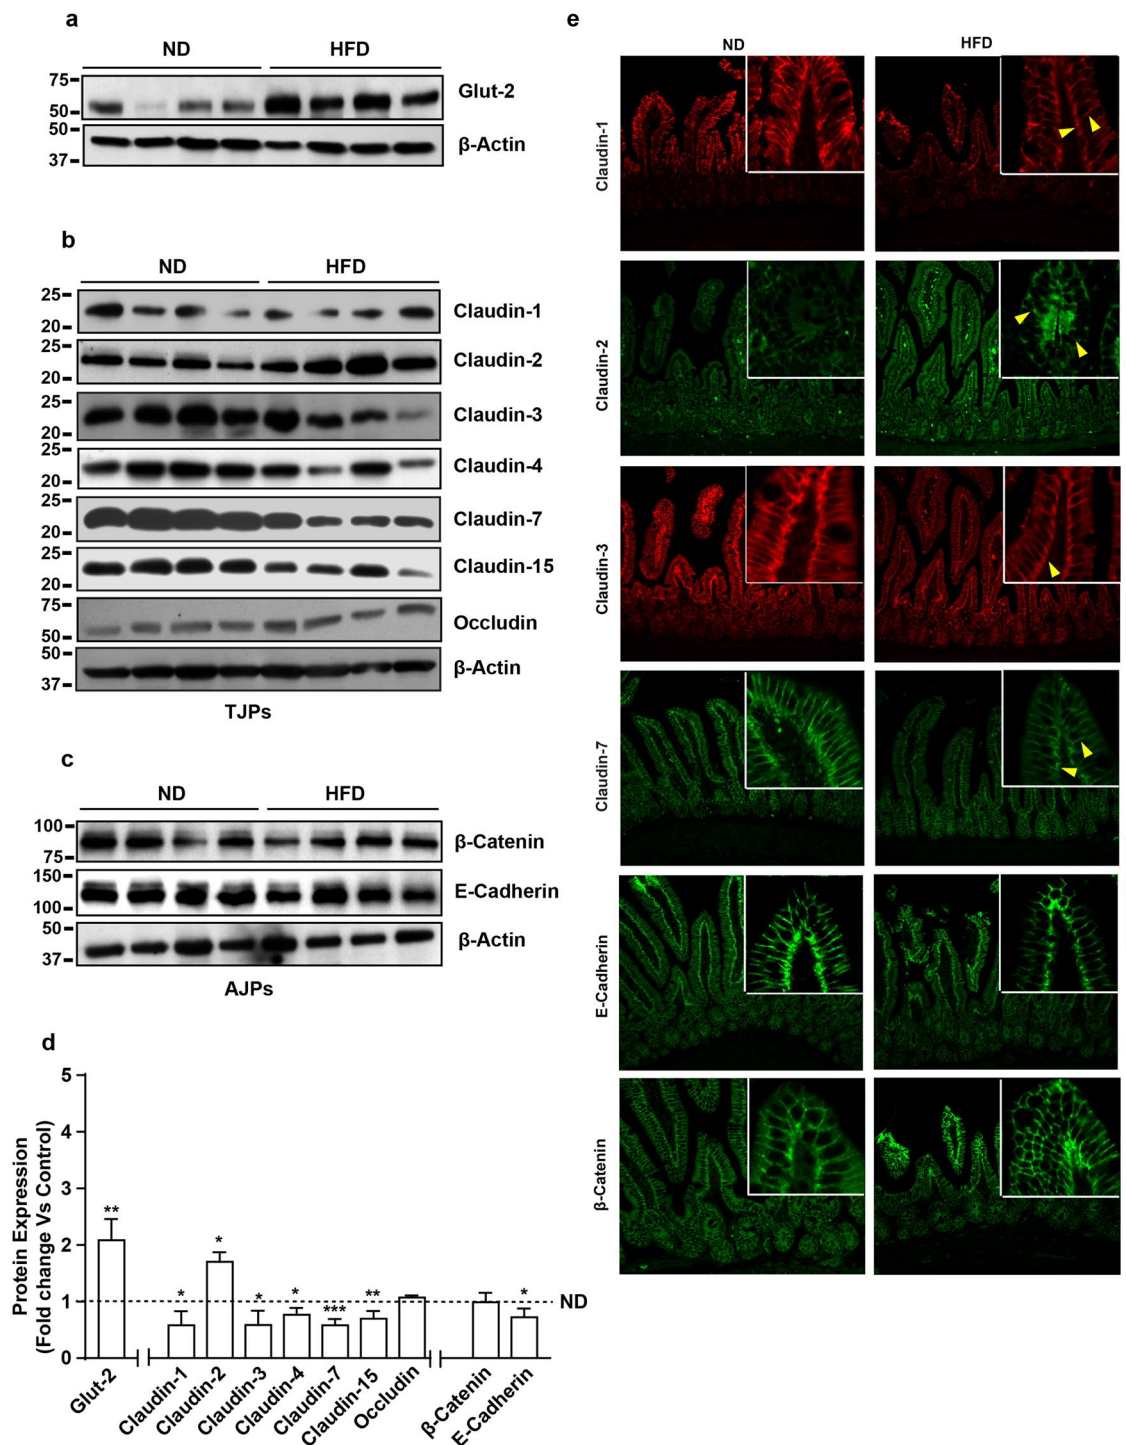 a
ND HFD
75
50
Glut-2
50
37
β-Actin
b
ND HFD
25
20
Claudin-1
25
20
Claudin-2
25
20
Claudin-3
25
20
Claudin-4
25
20
Claudin-7
25
20
Claudin-15
75
50
Occludin
50
37
β-Actin
TJPs
c
ND HFD
100
75
β-Catenin
150
100
E-Cadherin
50
37
β-Actin
AJPs
d
Protein Expression
(Fold change Vs Control)
5
4
3
2
1
0
**
*
*
*
*
***
**
*
ND
Glut-2
Claudin-1
Claudin-2
Claudin-3
Claudin-4
Claudin-7
Claudin-15
Occludin
β-Catenin
E-Cadherin
e
ND HFD
Claudin-1
Claudin-2
Claudin-3
Claudin-7
E-Cadherin
β-Catenin